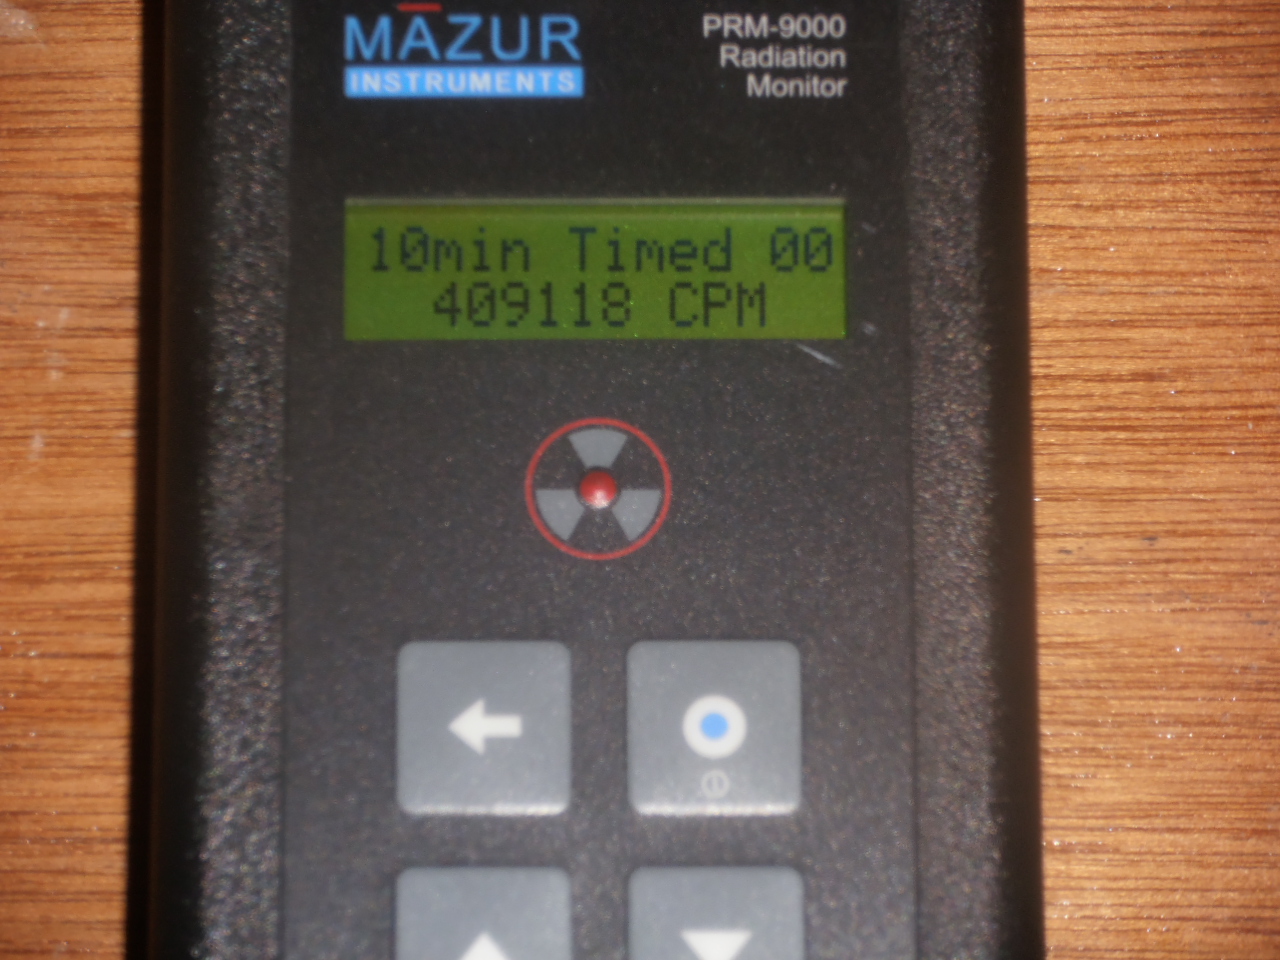 MAZUR
INSTRUMENTS
PRM-9000
Radiation
Monitor
10min Timed 00
409118 CPM